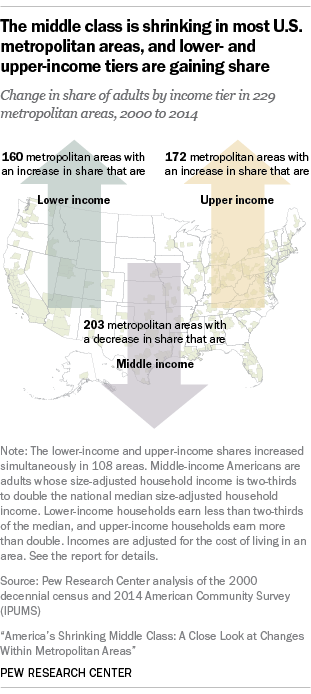 The middle class is shrinking in most U.S.
metropolitan areas, and lower- and
upper-income tiers are gaining share
Change in share of adults by income tier in 229
metropolitan areas, 2000 to 2014
160 metropolitan areas with
an increase in share that are
Lower income
172 metropolitan areas with
an increase in share that are
Upper income
203 metropolitan areas with
a decrease in share that are
Middle income
Note: The lower-income and upper-income shares increased
simultaneously in 108 areas. Middle-income Americans are
adults whose size-adjusted household income is two-thirds
to double the national median size-adjusted household
income. Lower-income households earn less than two-thirds
of the median, and upper-income households earn more
than double. Incomes are adjusted for the cost of living in an
area. See the report for details.
Source: Pew Research Center analysis of the 2000
decennial census and 2014 American Community Survey
(IPUMS)
“America’s Shrinking Middle Class: A Close Look at Changes
Within Metropolitan Areas”
PEW RESEARCH CENTER